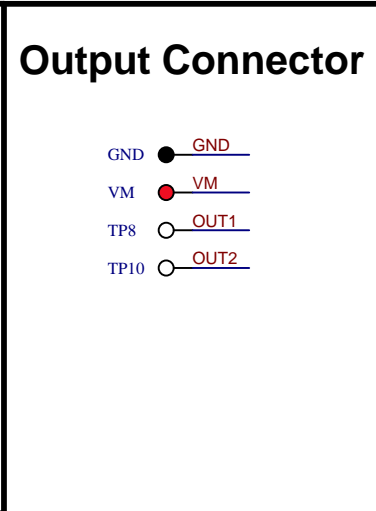 Output Connector
GND GND
VM VM
TP8 OUT1
TP10 OUT2